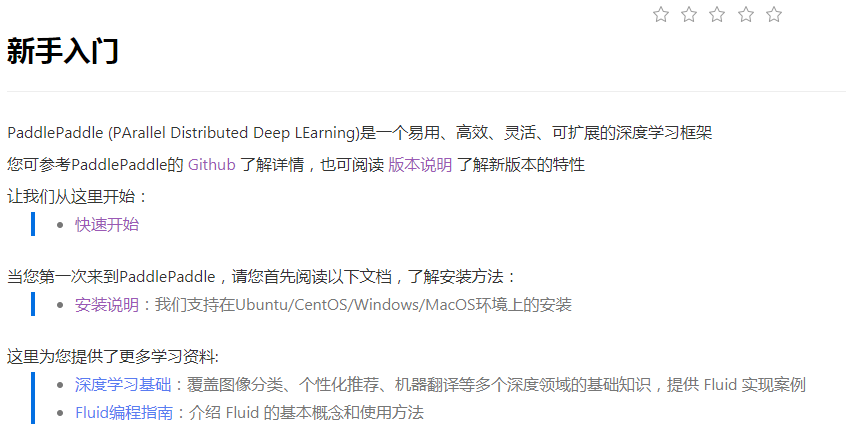 新手入门
PaddlePaddle (PArallel Distributed Deep LEarning)是一个易用、高效、灵活、可扩展的深度学习框架
您可参考PaddlePaddle的 Github 了解详情，也可阅读 版本说明 了解新版本的特性
让我们从这里开始：
快速开始
当您第一次来到PaddlePaddle，请您首先阅读以下文档，了解安装方法：
安装说明：我们支持在Ubuntu/CentOS/Windows/MacOS环境上的安装
这里为您提供了更多学习资料:
深度学习基础：覆盖图像分类、个性化推荐、机器翻译等多个深度领域的基础知识，提供 Fluid 实现案例
Fluid编程指南：介绍 Fluid 的基本概念和使用方法